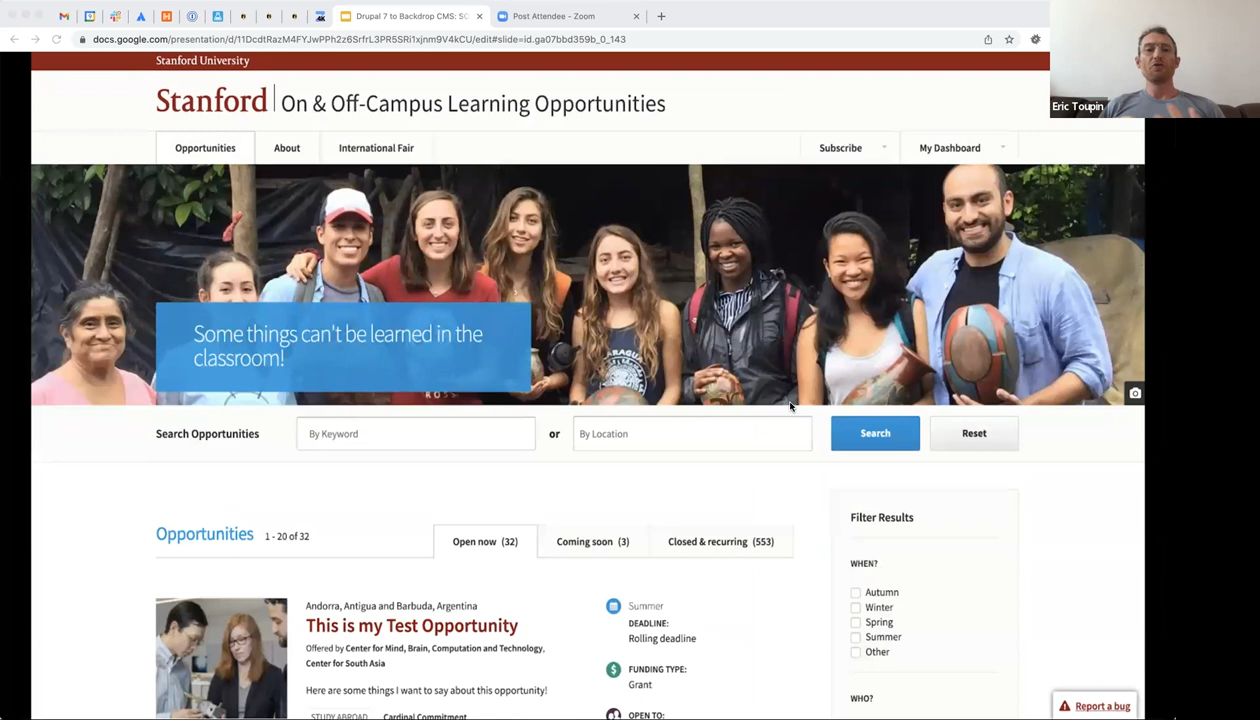 Drupal 7 to Backdrop CMS: SC
Post Attendee - Zoom
docs.google.com/presentation/d/11DcdtRazM4FYJwPPh2z6SrfrL3PR5SRi1xjnm9V4kCU/edit#slide=id.ga07bbd359b_0_143
Eric Toupin
Stanford University
Stanford On & Off-Campus Learning Opportunities
Opportunities About International Fair Subscribe My Dashboard
Some things can't be learned in the
classroom!
Search Opportunities By Keyword or By Location Search Reset
Opportunities 1 - 20 of 32 Open now (32) Coming soon (3) Closed & recurring (553)
Andorra, Antigua and Barbuda, Argentina
This is my Test Opportunity
Offered by Center for Mind, Brain, Computation and Technology,
Center for South Asia
Here are some things I want to say about this opportunity!
STUDY ABROAD Cardinal Commitment
Summer
DEADLINE:
Rolling deadline
FUNDING TYPE:
Grant
OPEN TO:
Filter Results
WHEN?
Autumn
Winter
Spring
Summer
Other
WHO?
Report a bug